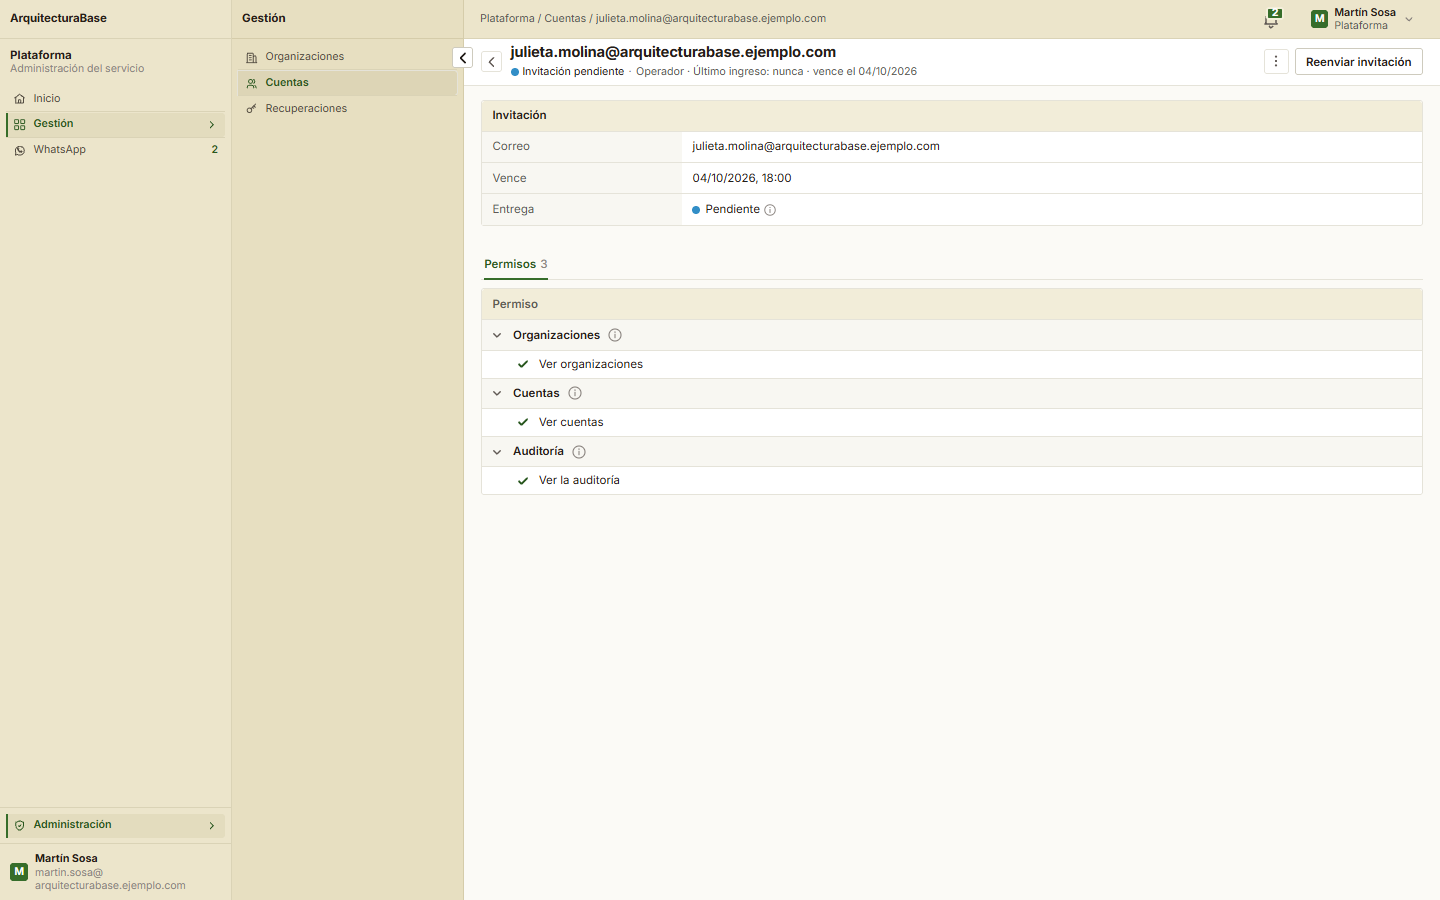 ArquitecturaBase
Plataforma
Administración del servicio
Inicio
Gestión
WhatsApp 2
Administración
M
Martín Sosa
martin.sosa@
arquitecturabase.ejemplo.com
Gestión
Organizaciones
Cuentas
Recuperaciones
Plataforma / Cuentas / julieta.molina@arquitecturabase.ejemplo.com
2
M
Martín Sosa
Plataforma
julieta.molina@arquitecturabase.ejemplo.com
Invitación pendiente · Operador · Último ingreso: nunca · vence el 04/10/2026
Reenviar invitación
Invitación
Correo julieta.molina@arquitecturabase.ejemplo.com
Vence 04/10/2026, 18:00
Entrega Pendiente
Permisos 3
Permiso
Organizaciones
Ver organizaciones
Cuentas
Ver cuentas
Auditoría
Ver la auditoría